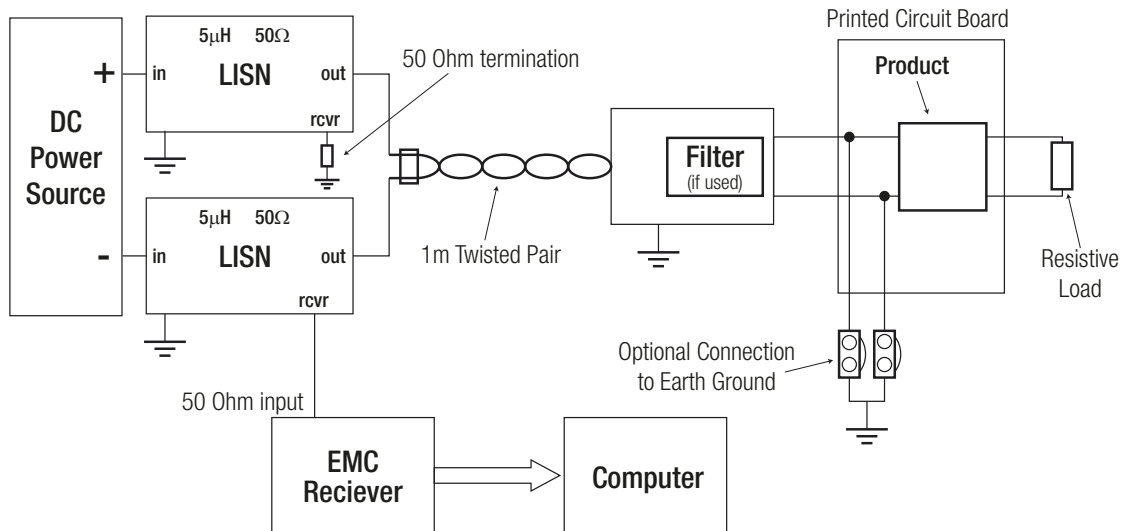 Printed Circuit Board
5µH 50Ω
LISN
in
out
rcvr
50 Ohm termination
+
DC
Power
Source
-
5µH 50Ω
LISN
in
out
rcvr
1m Twisted Pair
Filter
(if used)
Product
Resistive
Load
Optional Connection
to Earth Ground
50 Ohm input
EMC
Reciever
Computer